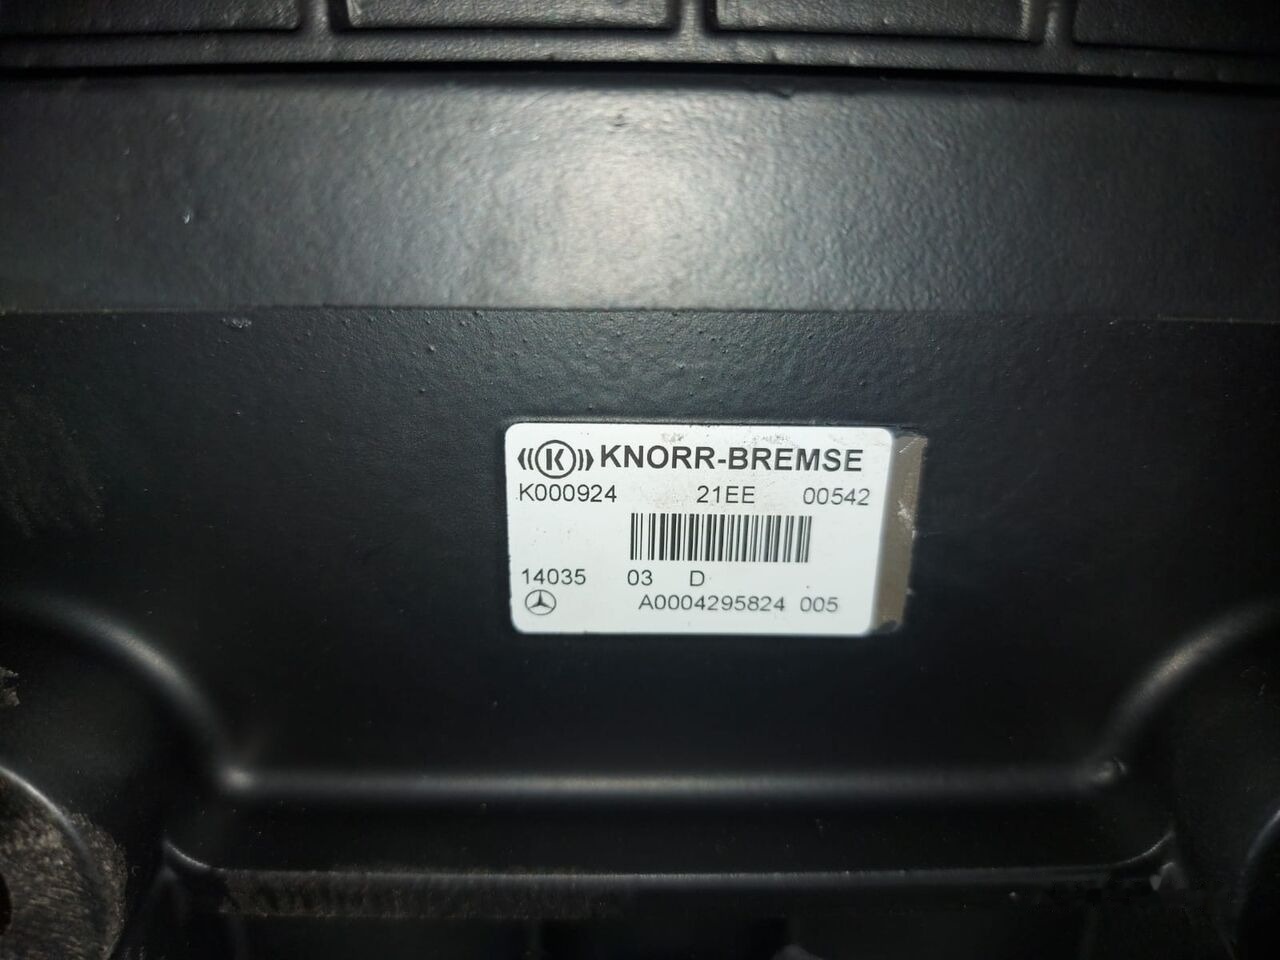 K KNORR-BREMSE
K000924 21EE 00542
14035 03 D
A0004295824 005